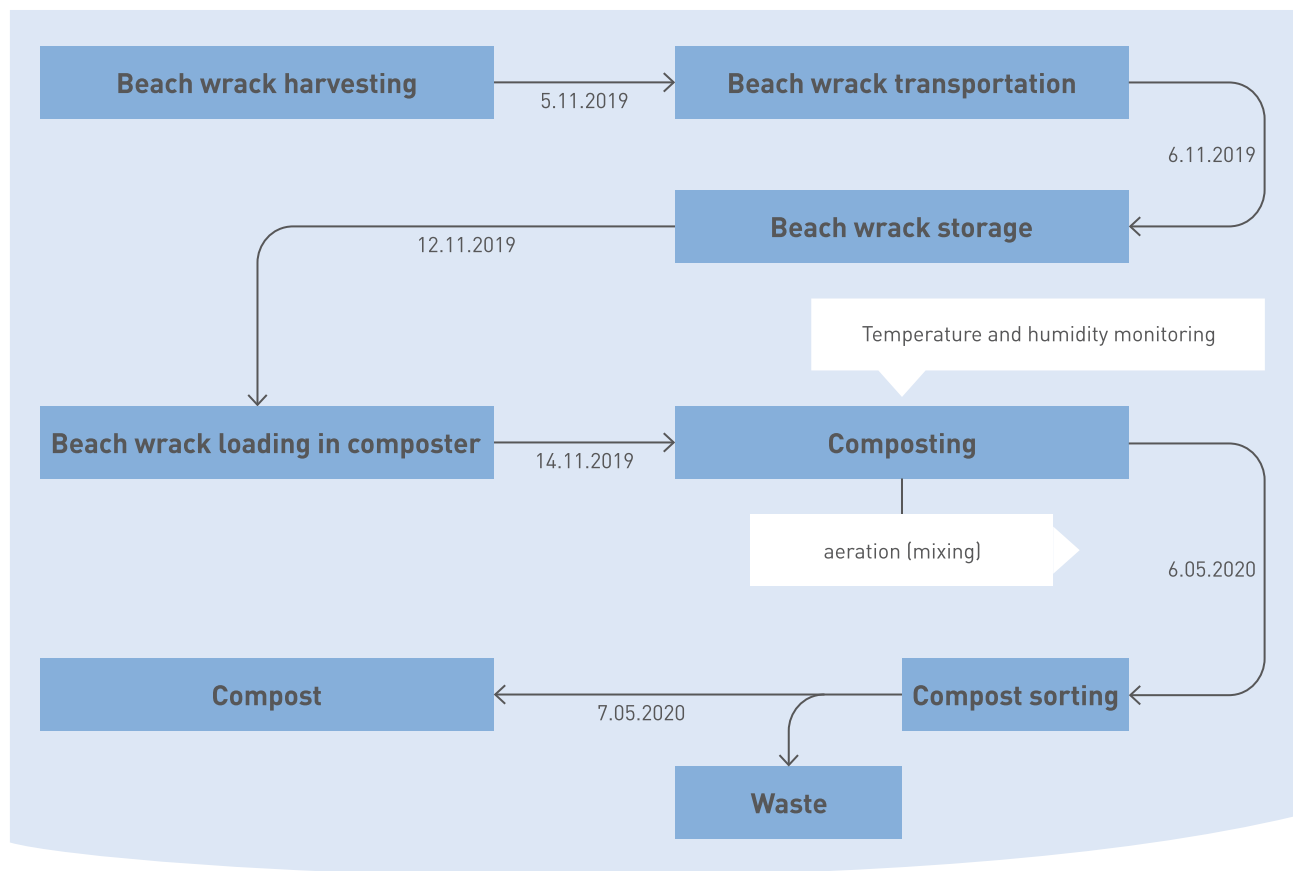 Beach wrack harvesting
5.11.2019
Beach wrack transportation
6.11.2019
Beach wrack storage
12.11.2019
Temperature and humidity monitoring
Beach wrack loading in composter
14.11.2019
Composting
aeration (mixing)
6.05.2020
Compost sorting
7.05.2020
Compost
Waste